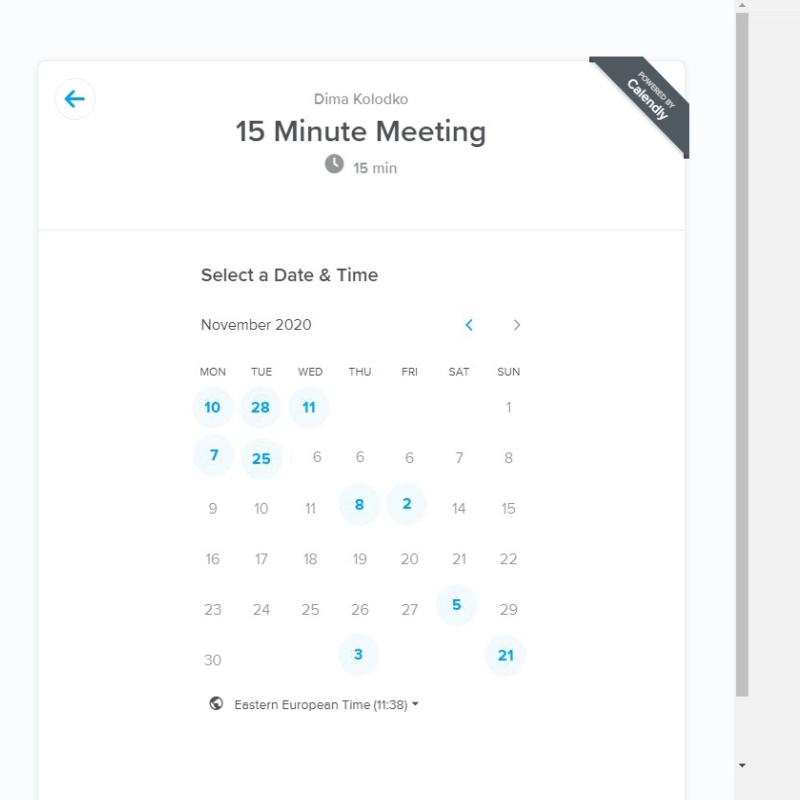 POWERED BY
Calendly
Dima Kolodko
15 Minute Meeting
15 min
Select a Date & Time
November 2020
MON TUE WED THU FRI SAT SUN
10 28 11 1
7 25 6 6 6 7 8
9 10 11 8 2 14 15
16 17 18 19 20 21 22
23 24 25 26 27 5 29
30 3 21
Eastern European Time (11:38)